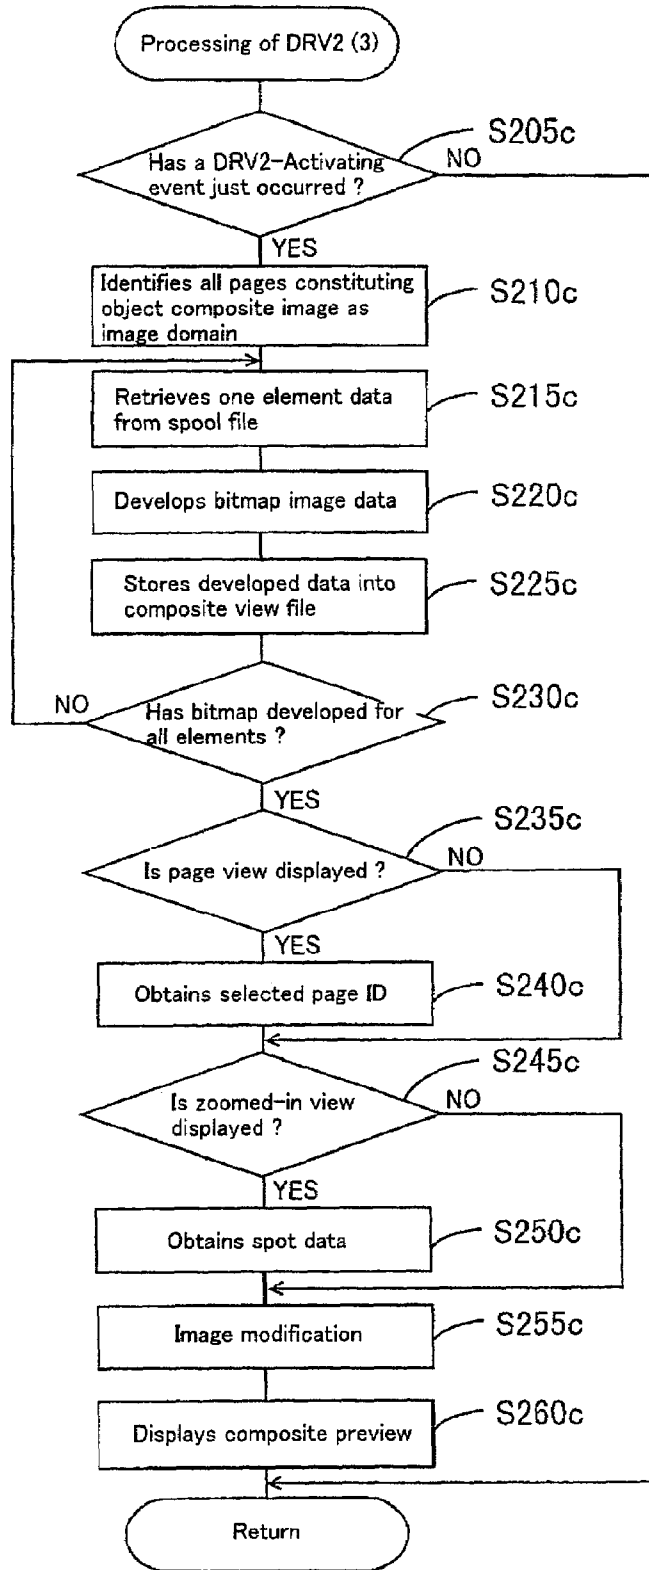 Processing of DRV2 (3)
S205c
Has a DRV2-Activating
event just occurred ?
NO
YES
Identifies all pages constituting
object composite image as
image domain
S210c
Retrieves one element data
from spool file
S215c
Develops bitmap image data
S220c
Stores developed data into
composite view file
S225c
S230c
NO
Has bitmap developed for
all elements ?
YES
S235c
Is page view displayed ?
NO
YES
Obtains selected page ID
S240c
S245c
Is zoomed-in view
displayed ?
NO
YES
Obtains spot data
S250c
Image modification
S255c
Displays composite preview
S260c
Return